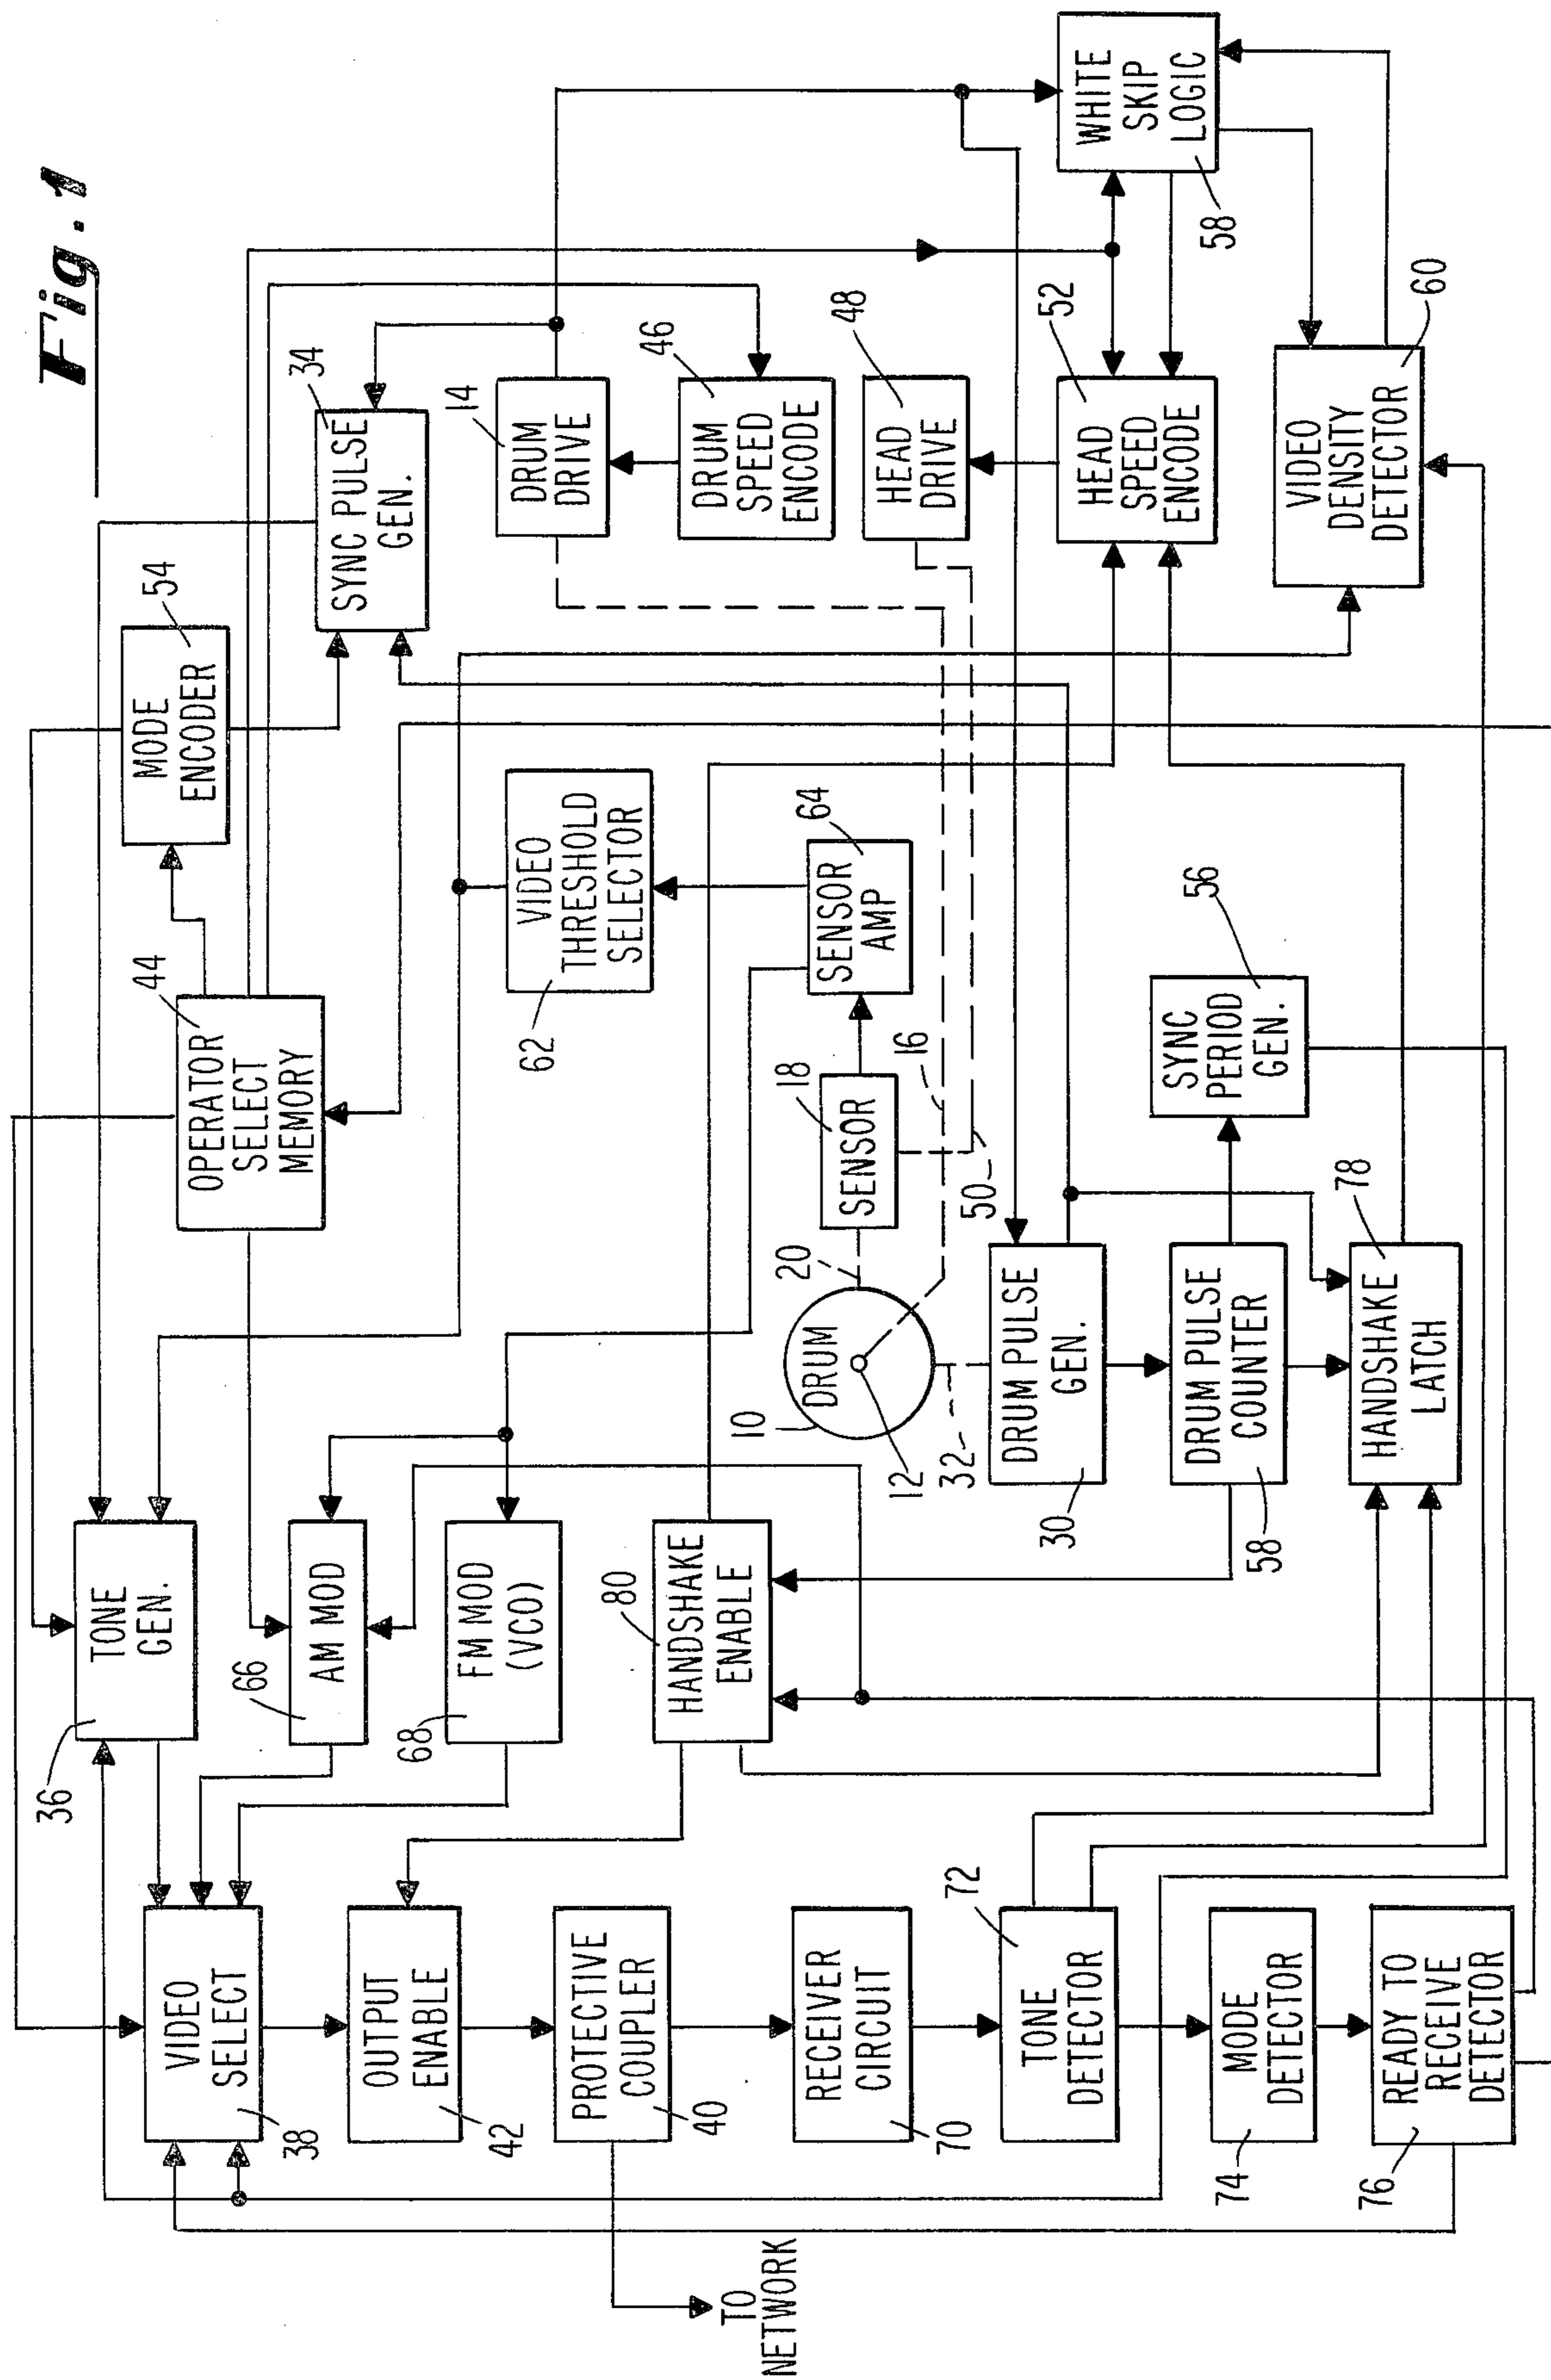 Fig. 1
36
TONE
GEN.
44
OPERATOR
SELECT
MEMORY
MODE
ENCODER
54
SYNC PULSE
GEN.
34
VIDEO
SELECT
38
66
AM MOD
OUTPUT
ENABLE
42
68
FM MOD
(VCO)
62
VIDEO
THRESHOLD
SELECTOR
DRUM
DRIVE
14
DRUM
SPEED
ENCODE
46
TO
NETWORK
PROTECTIVE
COUPLER
40
80
HANDSHAKE
ENABLE
10
DRUM
12
20
SENSOR
18
SENSOR
AMP
64
16
50
HEAD
DRIVE
48
RECEIVER
CIRCUIT
70
32
30
DRUM PULSE
GEN.
HEAD
SPEED
ENCODE
52
WHITE
SKIP
LOGIC
58
TONE
DETECTOR
72
58
DRUM PULSE
COUNTER
SYNC
PERIOD
GEN.
56
MODE
DETECTOR
74
HANDSHAKE
LATCH
78
VIDEO
DENSITY
DETECTOR
60
READY TO
RECEIVE
DETECTOR
76